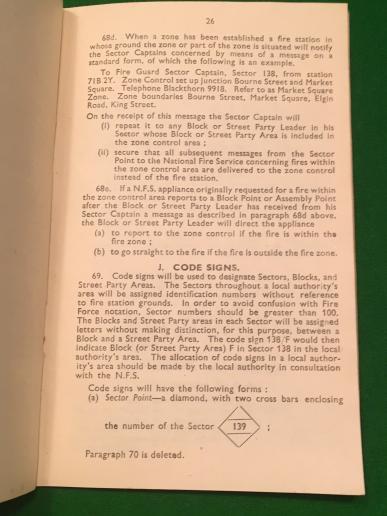 26
68d. When a zone has been established a fire station in
whose ground the zone or part of the zone is situated will notify
the Sector Captains concerned by means of a message on a
standard form, of which the following is an example.
To Fire Guard Sector Captain, Sector 138, from station
71B 2Y. Zone Control set up junction Bourne Street and Market
Square. Telephone Blackthorn 9918. Refer to as Market Square
Zone. Zone boundaries Bourne Street, Market Square, Elgin
Road, King Street.
On the receipt of this message the Sector Captain will
(i) repeat it to any Block or Street Party Leader in his
Sector whose Block or Street Party Area is included in
the zone control area ;
(ii) secure that all subsequent messages from the Sector
Point to the National Fire Service concerning fires within
the zone control area are delivered to the zone control
instead of the fire station.
68e. If a N.F.S. appliance originally requested for a fire within
the zone control area reports to a Block Point or Assembly Point
after the Block or Street Party Leader has received from his
Sector Captain a message as described in paragraph 68d above,
the Block or Street Party Leader will direct the appliance
(a) to report to the zone control if the fire is within the
fire zone ;
(b) to go straight to the fire if the fire is outside the fire zone.
J. CODE SIGNS.
69. Code signs will be used to designate Sectors, Blocks, and
Street Party Areas. The Sectors throughout a local authority's
area will be assigned identification numbers without reference
to fire station grounds. In order to avoid confusion with Fire
Force notation, Sector numbers should be greater than 100.
The Blocks and Street Party areas in each Sector will be assigned
letters without making distinction, for this purpose, between a
Block and a Street Party Area. The code sign 138/F would then
indicate Block (or Street Party Area) F in Sector 138 in the local
authority's area. The allocation of code signs in a local author-
ity's area should be made by the local authority in consultation
with the N.F.S.
Code signs will have the following forms :
(a) Sector Point—a diamond, with two cross bars enclosing
the number of the Sector 139 ;
Paragraph 70 is deleted.